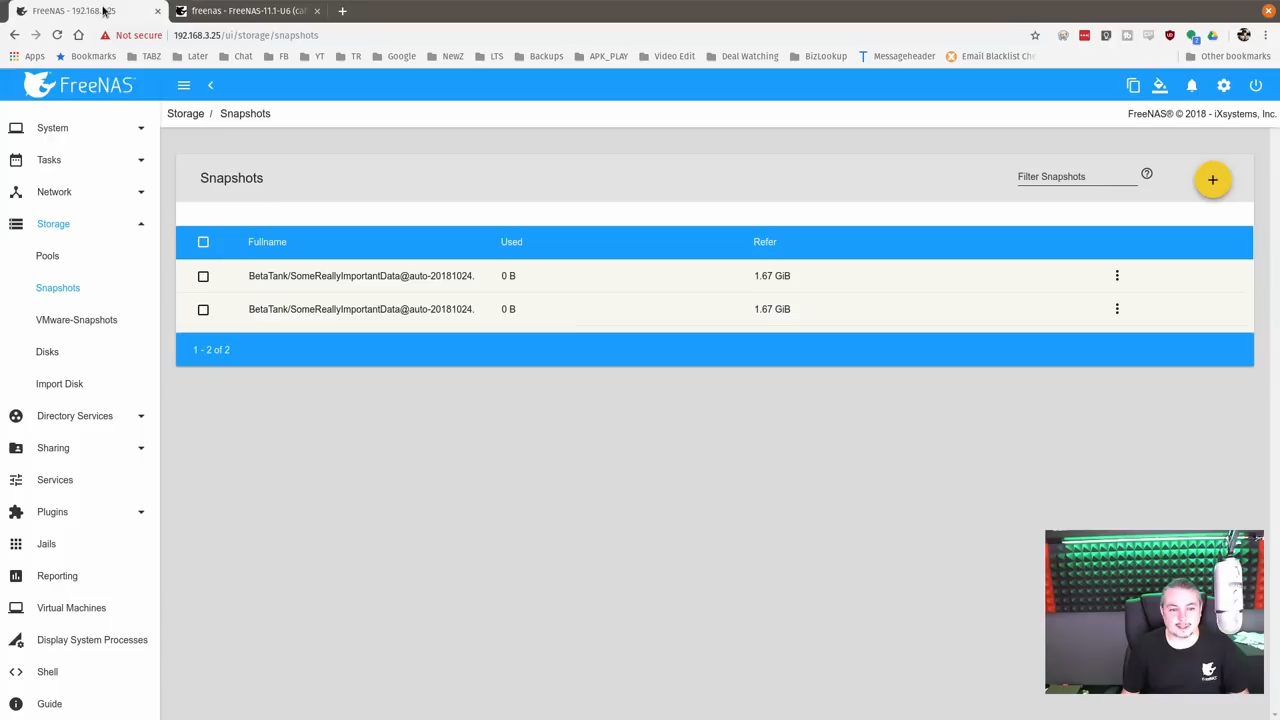 FreeNAS - 192.168.3.25
freenas - FreeNAS-11.1-U6
Not secure
192.168.3.25/ui/storage/snapshots
Apps
Bookmarks
TABZ
Later
Chat
FB
YT
TR
Google
NewZ
LTS
Backups
APK_PLAY
Video Edit
Deal Watching
BizLookup
Messageheader
Email Blacklist Che
Other bookmarks
FreeNAS
Storage / Snapshots
FreeNAS® © 2018 - iXsystems, Inc.
System
Tasks
Network
Storage
Pools
Snapshots
VMware-Snapshots
Disks
Import Disk
Directory Services
Sharing
Services
Plugins
Jails
Reporting
Virtual Machines
Display System Processes
Shell
Guide
Snapshots
Filter Snapshots
Fullname Used Refer
BetaTank/SomeReallyImportantData@auto-20181024. 0 B 1.67 GiB
BetaTank/SomeReallyImportantData@auto-20181024. 0 B 1.67 GiB
1 - 2 of 2
FreeNAS